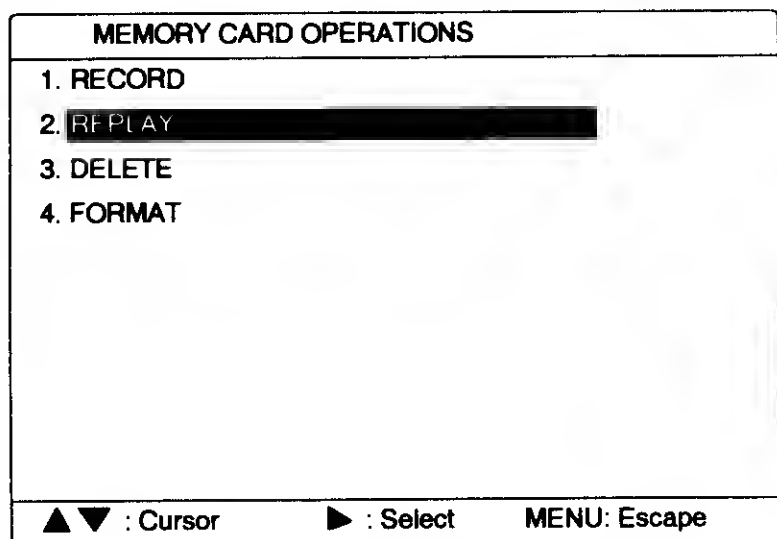 MEMORY CARD OPERATIONS
1. RECORD
2. REPLAY
3. DELETE
4. FORMAT
▲ ▼ : Cursor ▶ : Select MENU: Escape